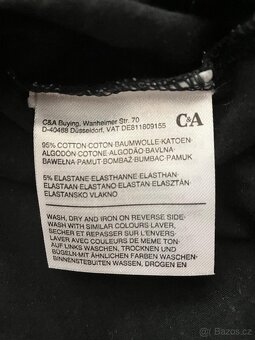 C&A Buying, Wanheimer Str. 70
D-40468 Düsseldorf, VAT DE811809155
C&A
95% COTTON-COTON-BAUMWOLLE-KATOEN-
ALGODÓN-COTONE-ALGODÃO-BAVLNA-
BAWEŁNA-PAMUT-BOMBAŽ-BUMBAC-PAMUK
5% ELASTANE-ELASTHANNE-ELASTHAN-
ELASTAAN-ELASTANO-ELASTAN-ELASZTÁN-
ELASTANSKO VLAKNO
WASH, DRY AND IRON ON REVERSE SIDE-
WASH WITH SIMILAR COLOURS LAVER,
SECHER ET REPASSER SUR L'ENVERS-
LAVER AVEC COULEURS DE MEME TON-
AUF LINKS WASCHEN, TROCKNEN UND
BÜGELN-MIT ÄHNLICHEN FARBEN WASCHEN-
BINNENSTEBUITEN WASSEN, DROGEN EN
bazoš.cz